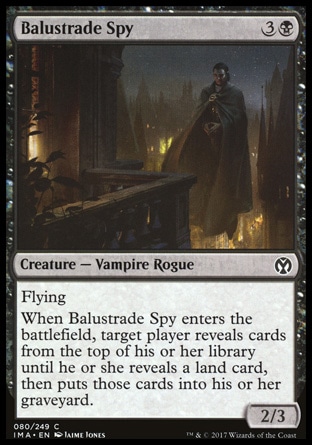 Balustrade Spy 3
Creature — Vampire Rogue
Flying
When Balustrade Spy enters the
battlefield, target player reveals cards
from the top of his or her library
until he or she reveals a land card,
then puts those cards into his or her
graveyard.
2/3
080/249 C
IMA • EN Jaime Jones
™ & © 2017 Wizards of the Coast